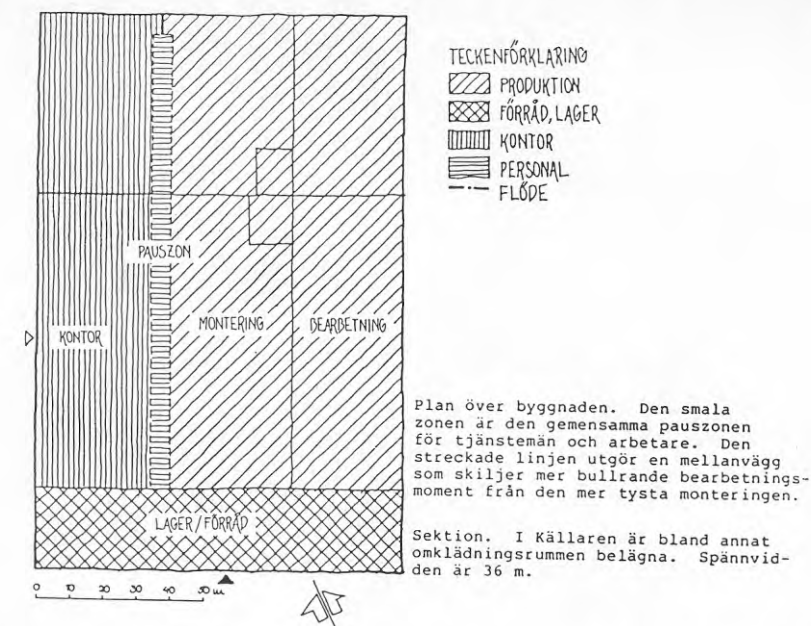 TECKENFÖRKLARING
PRODUKTION
FÖRRÅD, LAGER
KONTOR
PERSONAL
FLÖDE
PAUSZON
KONTOR
MONTERING
BEARBETNING
LAGER/FÖRRÅD
0 10 20 30 40 50 m
Plan över byggnaden. Den smala
zonen är den gemensamma pauszonen
för tjänstemän och arbetare. Den
streckade linjen utgör en mellanvägg
som skiljer mer bullrande bearbetnings-
moment från den mer tysta monteringen.
Sektion. I Källaren är bland annat
omklädningsrummen belägna. Spännvid-
den är 36 m.